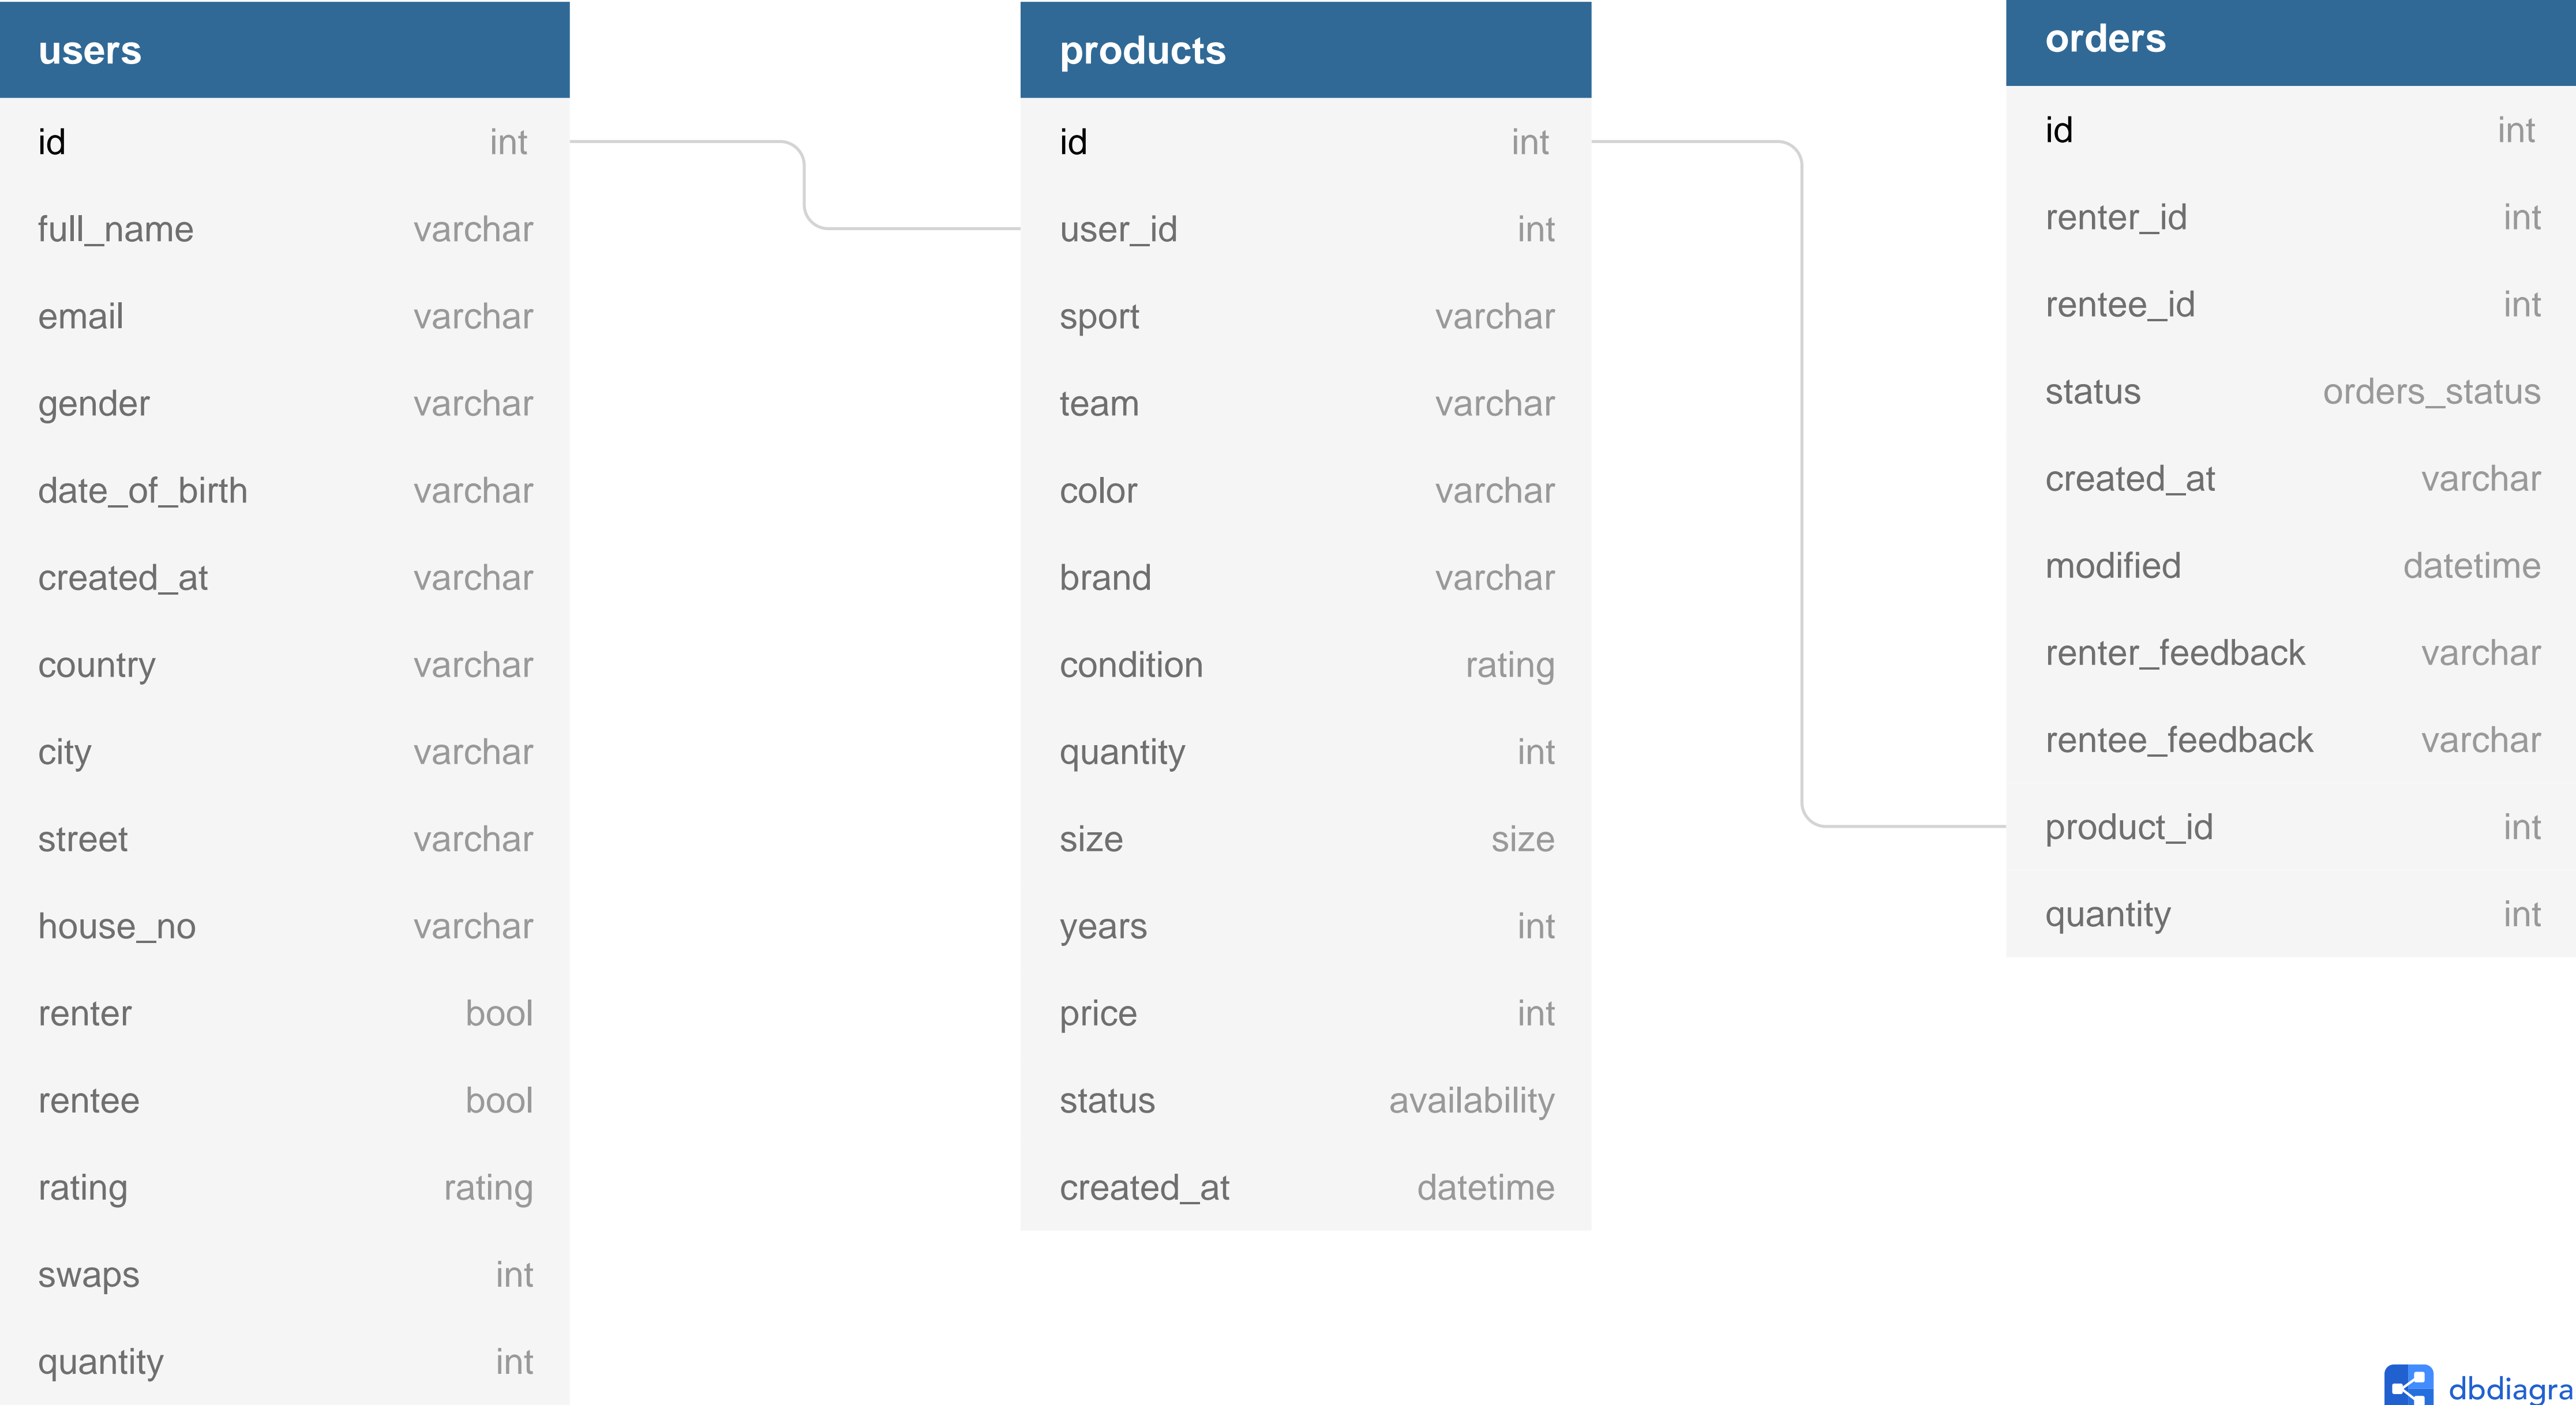 users
id int
full_name varchar
email varchar
gender varchar
date_of_birth varchar
created_at varchar
country varchar
city varchar
street varchar
house_no varchar
renter bool
rentee bool
rating rating
swaps int
quantity int
products
id int
user_id int
sport varchar
team varchar
color varchar
brand varchar
condition rating
quantity int
size size
years int
price int
status availability
created_at datetime
orders
id int
renter_id int
rentee_id int
status orders_status
created_at varchar
modified datetime
renter_feedback varchar
rentee_feedback varchar
product_id int
quantity int
dbdiagra